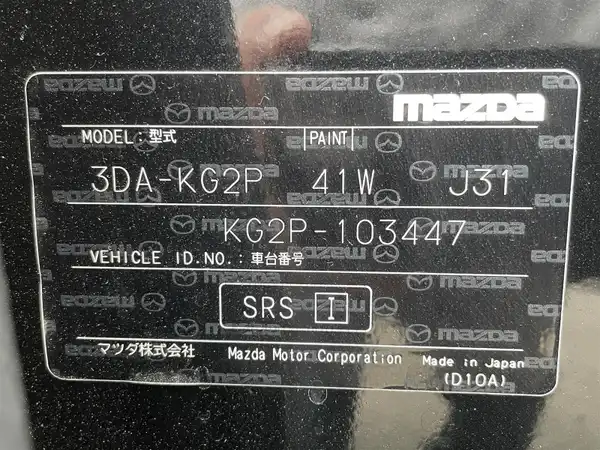 mazda
MODEL:型式 PAINT
3DA-KG2P 41W J31
KG2P-103447
VEHICLE ID.NO.:車台番号
SRS I
マツダ株式会社 Mazda Motor Corporation Made in Japan
(D10A)